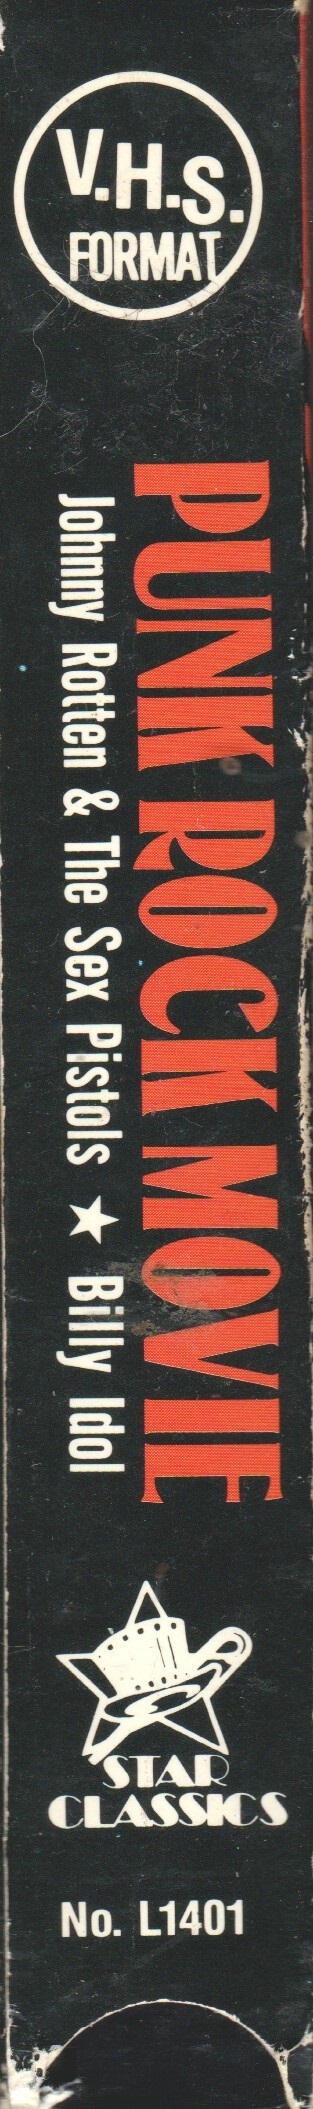 V.H.S.
FORMAT
PUNK ROCK MOVIE
Johnny Rotten & The Sex Pistols ★ Billy Idol
STAR
CLASSICS
No. L1401